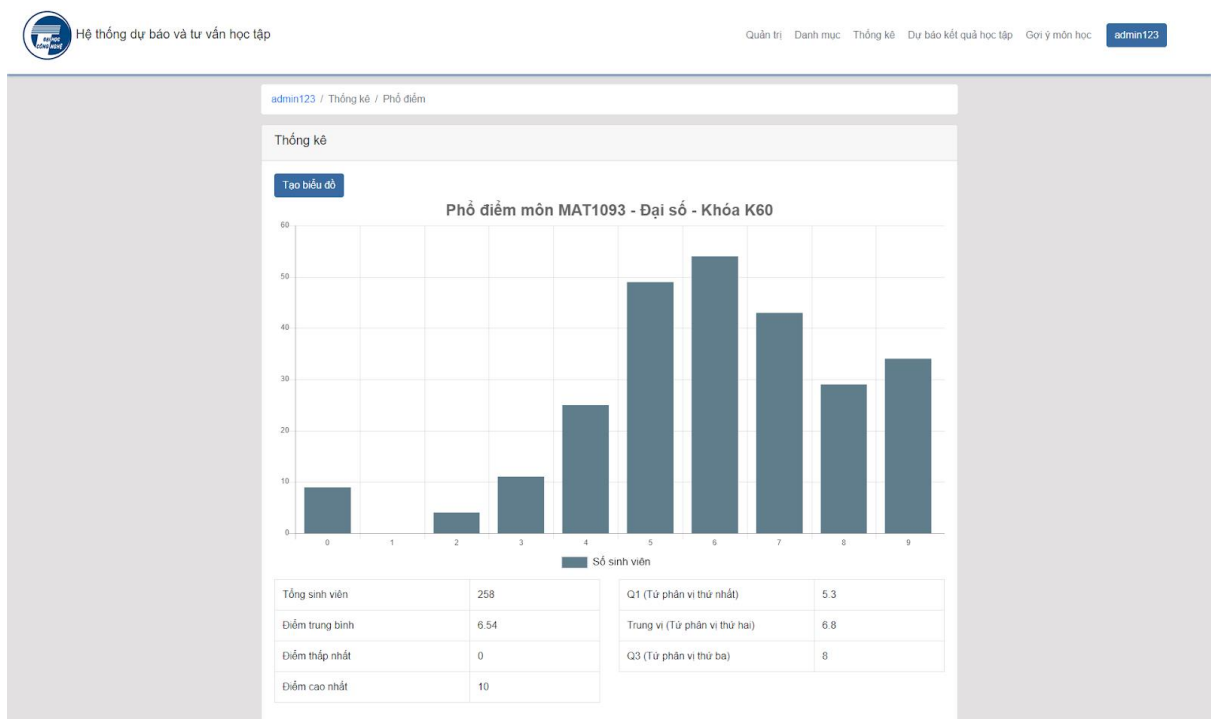 ĐẠI HỌC
CÔNG NGHỆ
Hệ thống dự báo và tư vấn học tập
Quản trị Danh mục Thống kê Dự báo kết quả học tập Gợi ý môn học admin123
admin123 / Thống kê / Phổ điểm
Thống kê
Tạo biểu đồ
Phổ điểm môn MAT1093 - Đại số - Khóa K60
60
50
40
30
20
10
0
0 1 2 3 4 5 6 7 8 9
Số sinh viên
Tổng sinh viên 258
Điểm trung bình 6.54
Điểm thấp nhất 0
Điểm cao nhất 10
Q1 (Tứ phân vị thứ nhất) 5.3
Trung vị (Tứ phân vị thứ hai) 6.8
Q3 (Tứ phân vị thứ ba) 8